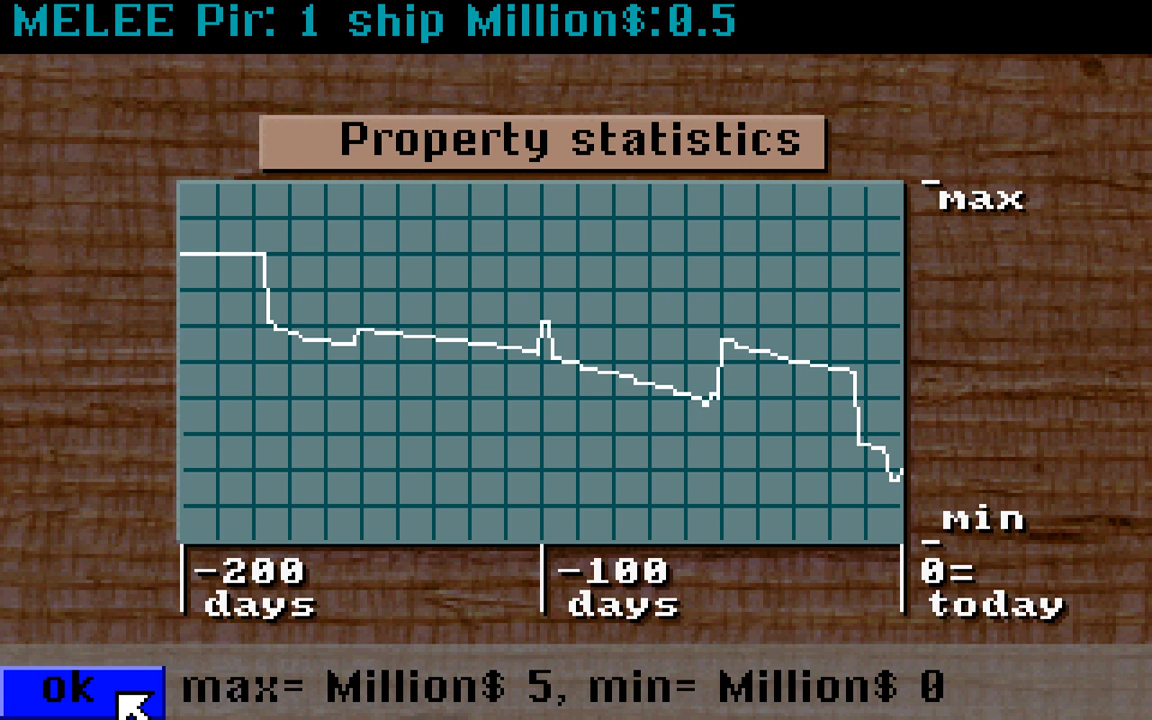 MELEE Pir: 1 ship Million$:0.5
Property statistics
max
min
-200 days
-100 days
0= today
ok
max= Million$ 5, min= Million$ 0